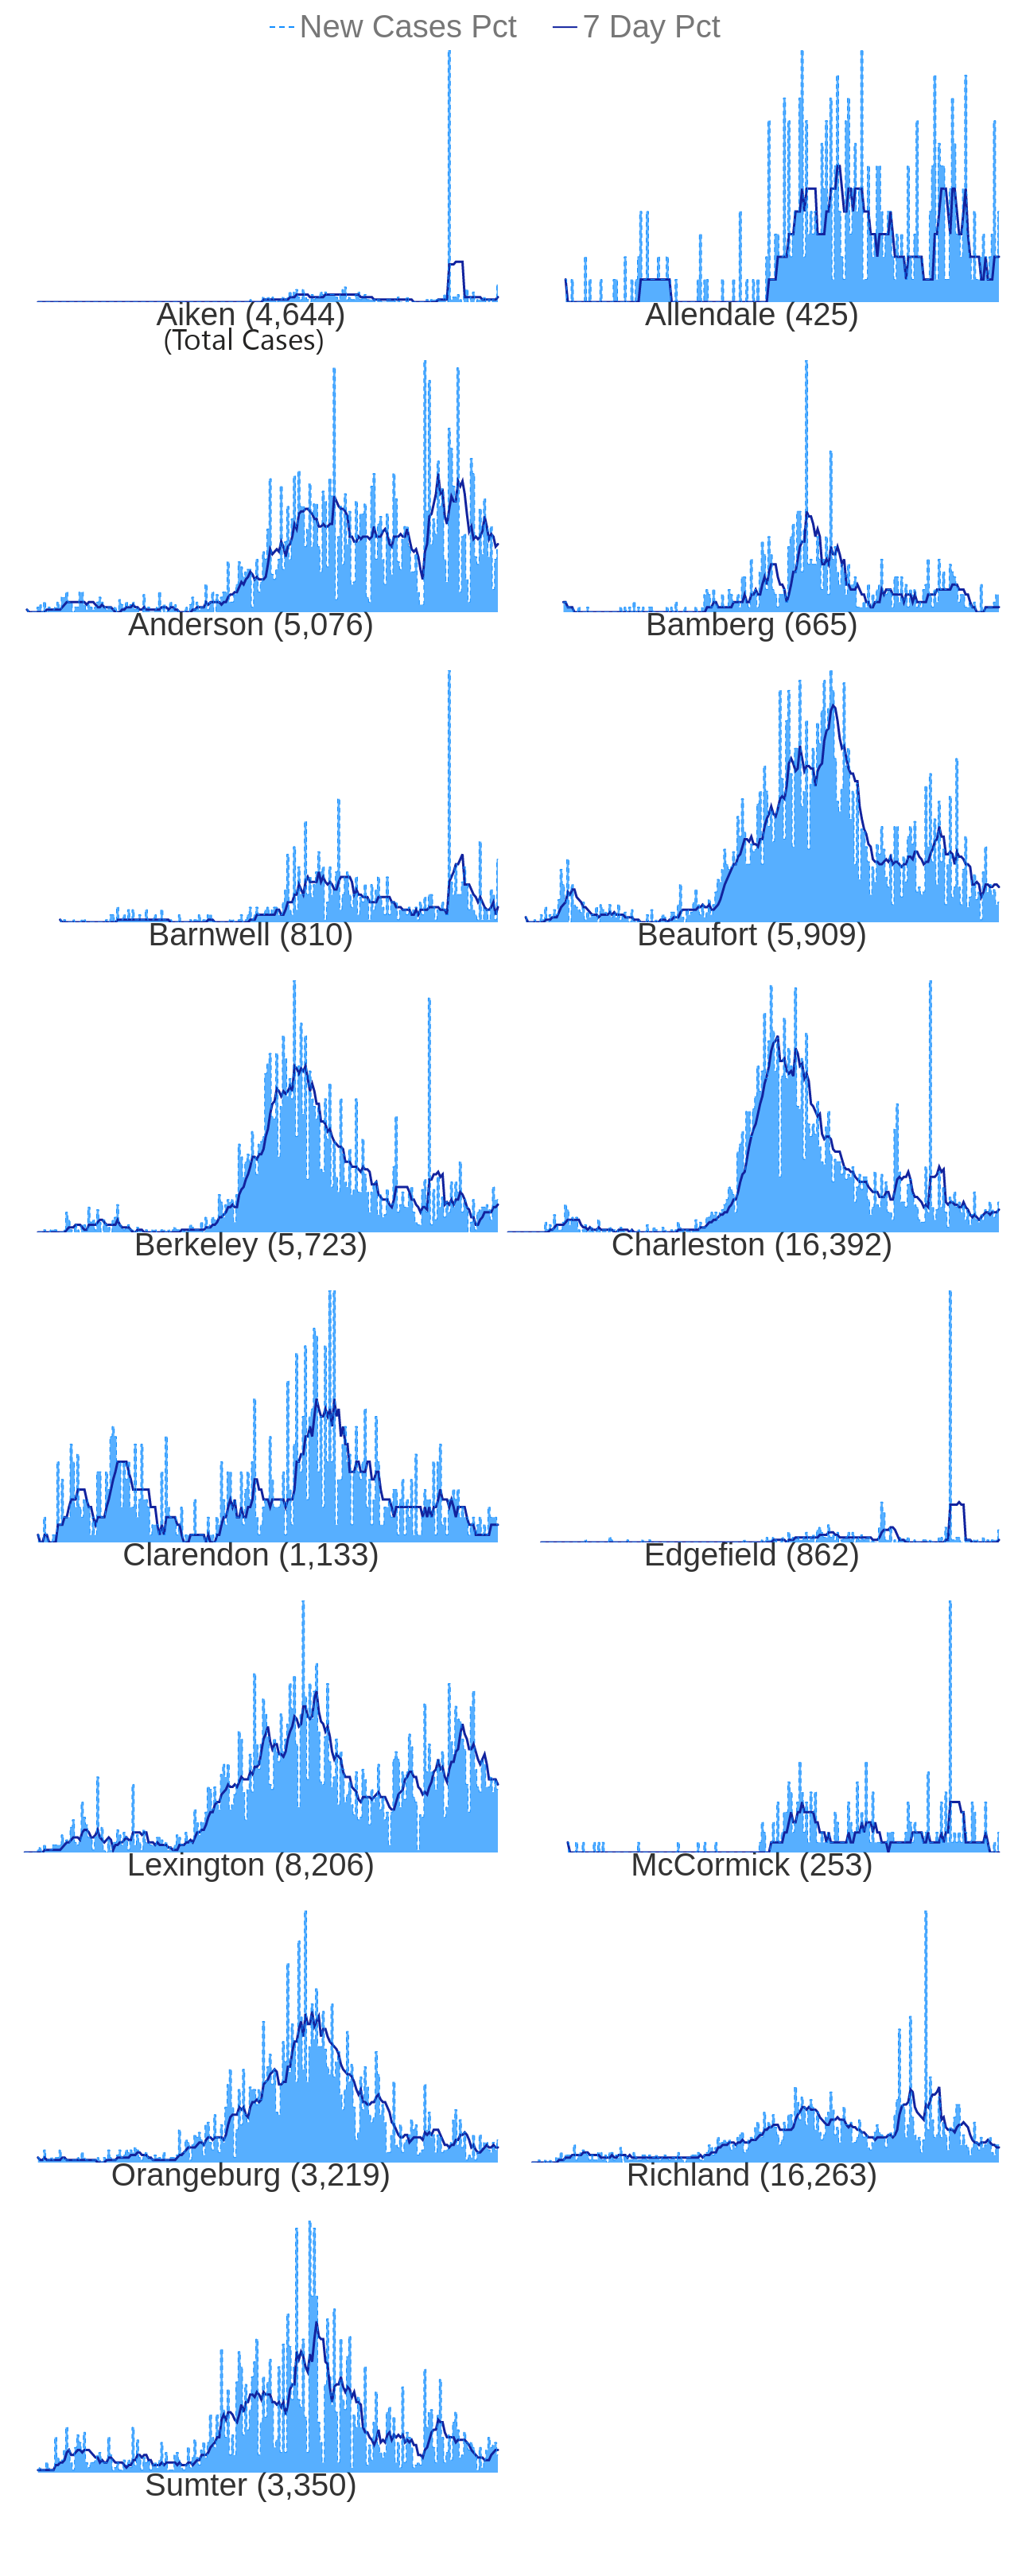 New Cases Pct 7 Day Pct
Aiken (4,644)
(Total Cases)
Allendale (425)
Anderson (5,076)
Bamberg (665)
Barnwell (810)
Beaufort (5,909)
Berkeley (5,723)
Charleston (16,392)
Clarendon (1,133)
Edgefield (862)
Lexington (8,206)
McCormick (253)
Orangeburg (3,219)
Richland (16,263)
Sumter (3,350)